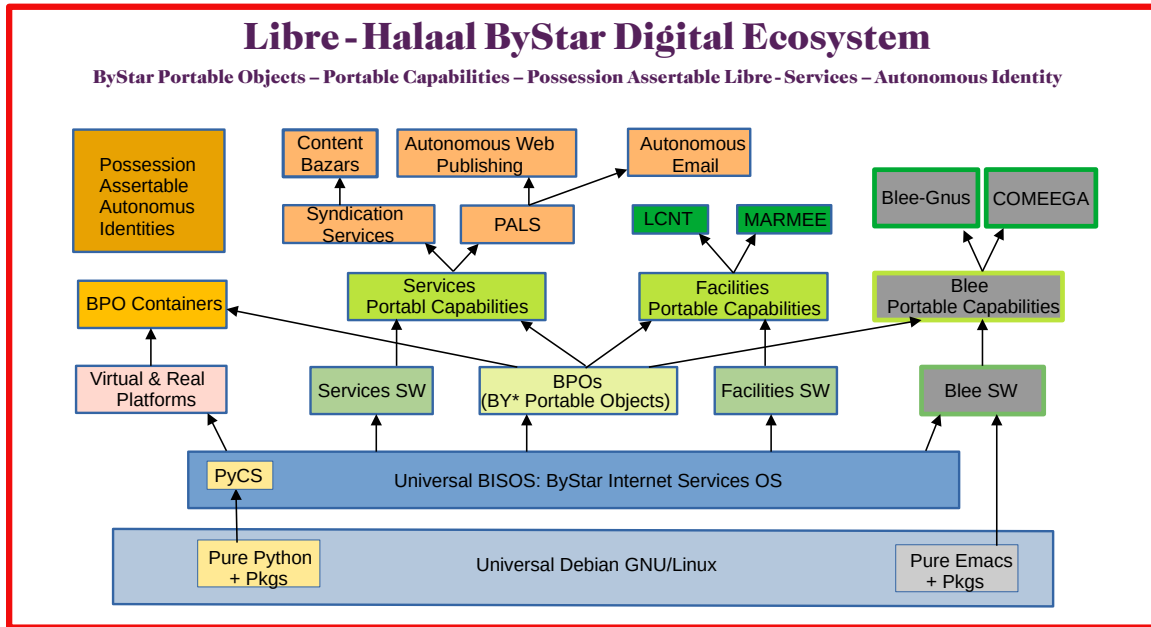 Libre-Halaal ByStar Digital Ecosystem
ByStar Portable Objects – Portable Capabilities – Possession Assertable Libre-Services – Autonomous Identity
Possession
Assertable
Autonomus
Identities
Content
Bazars
Autonomous Web
Publishing
Autonomous
Email
Blee-Gnus
COMEEGA
Syndication
Services
PALS
LCNT
MARMEE
BPO Containers
Services
Portabl Capabilities
Facilities
Portable Capabilities
Blee
Portable Capabilities
Virtual & Real
Platforms
Services SW
BPOs
(BY* Portable Objects)
Facilities SW
Blee SW
PyCS
Universal BISOS: ByStar Internet Services OS
Pure Python
+ Pkgs
Universal Debian GNU/Linux
Pure Emacs
+ Pkgs